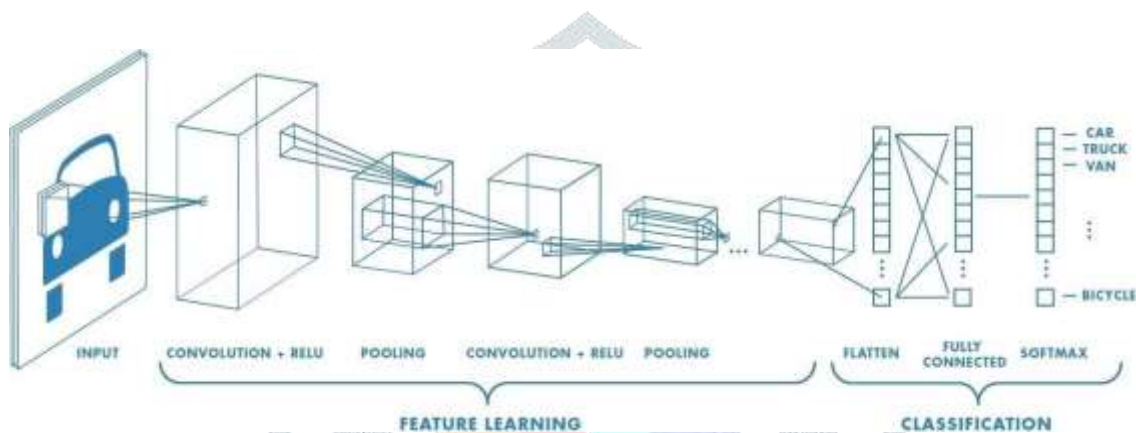 CAR
TRUCK
VAN
BICYCLE
INPUT
CONVOLUTION + RELU
POOLING
CONVOLUTION + RELU
POOLING
FLATTEN
FULLY
CONNECTED
SOFTMAX
FEATURE LEARNING
CLASSIFICATION